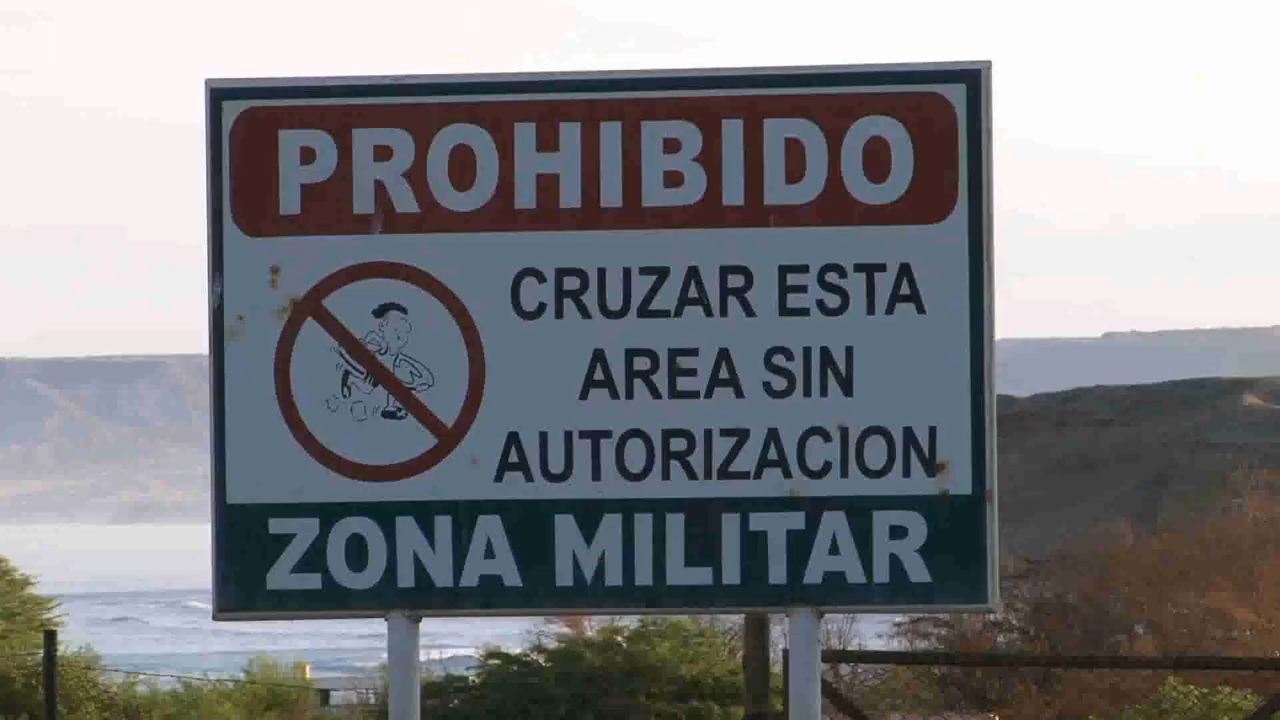 PROHIBIDO
CRUZAR ESTA
AREA SIN
AUTORIZACION
ZONA MILITAR